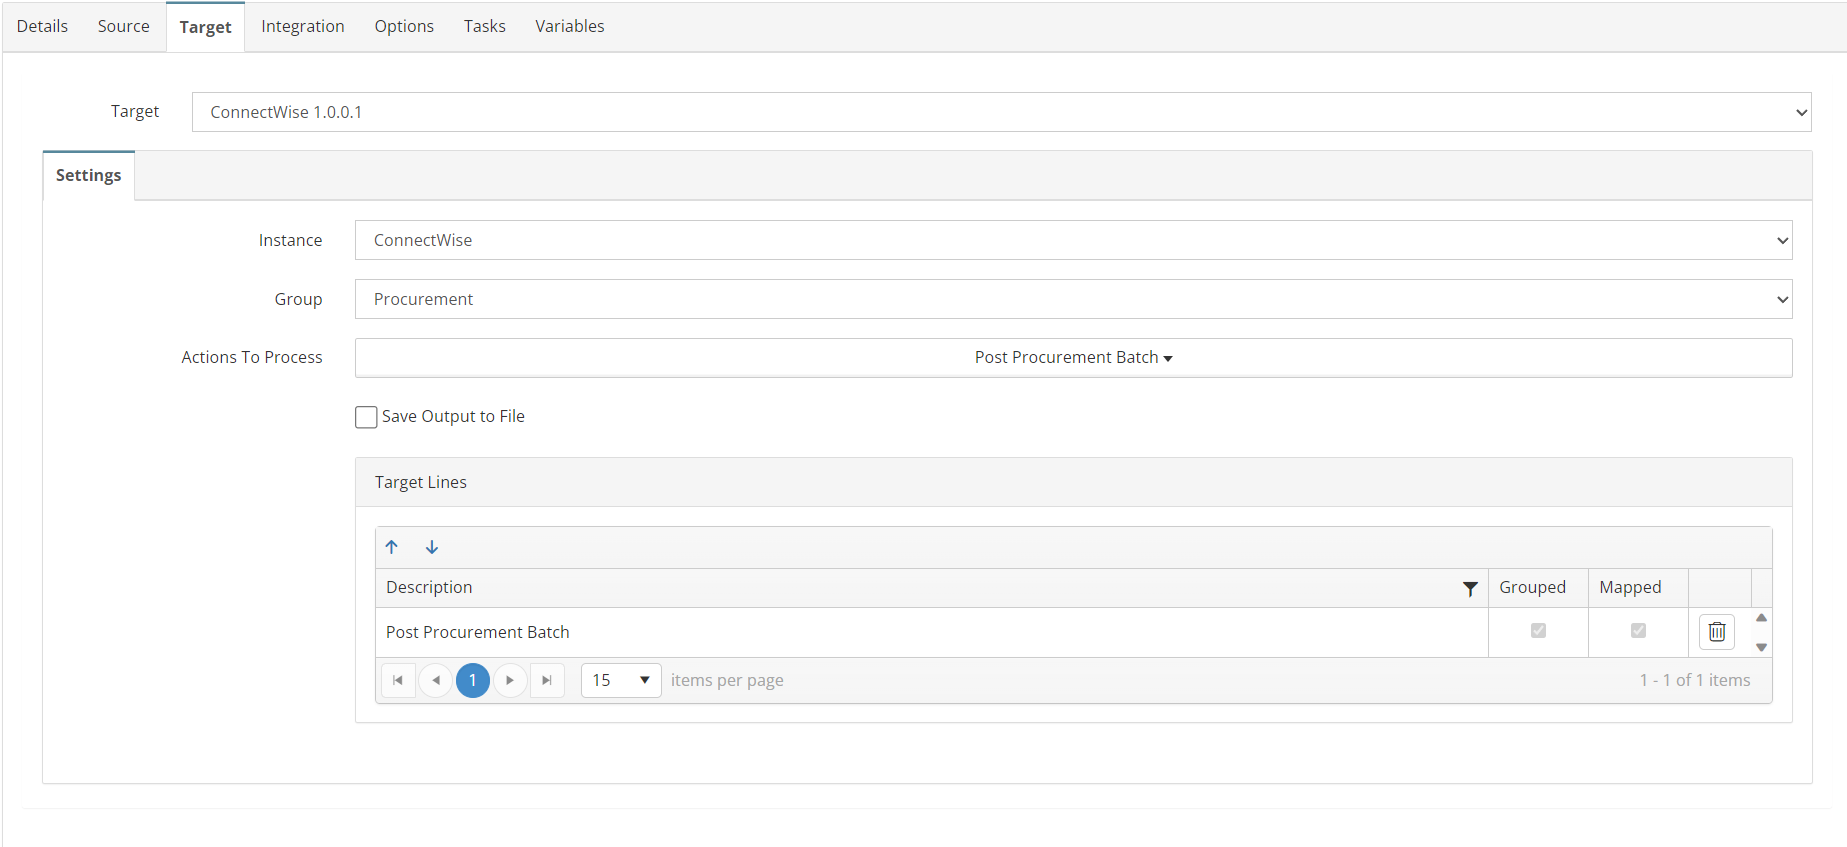 Details Source Target Integration Options Tasks Variables
Target ConnectWise 1.0.0.1
Settings
Instance ConnectWise
Group Procurement
Actions To Process Post Procurement Batch
Save Output to File
Target Lines
Description Grouped Mapped
Post Procurement Batch
1 15 items per page 1 - 1 of 1 items